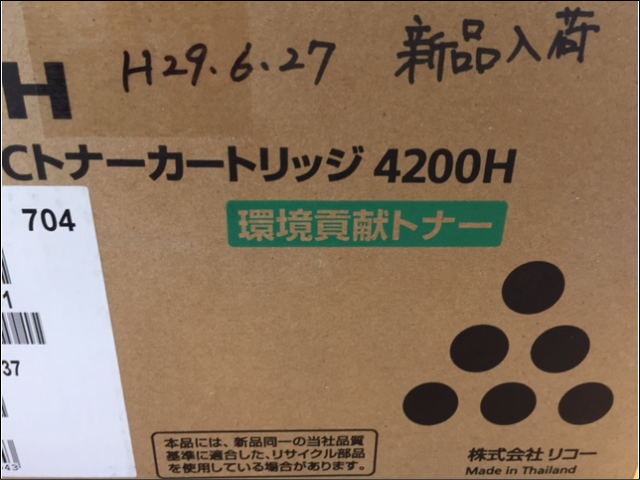 H29.6.27 新品入荷
H
Cトナーカートリッジ 4200H
704
環境貢献トナー
1
37
本品には、新品同一の当社品質
基準に適合した、リサイクル部品
を使用している場合があります。
43
株式会社 リコー
Made in Thailand